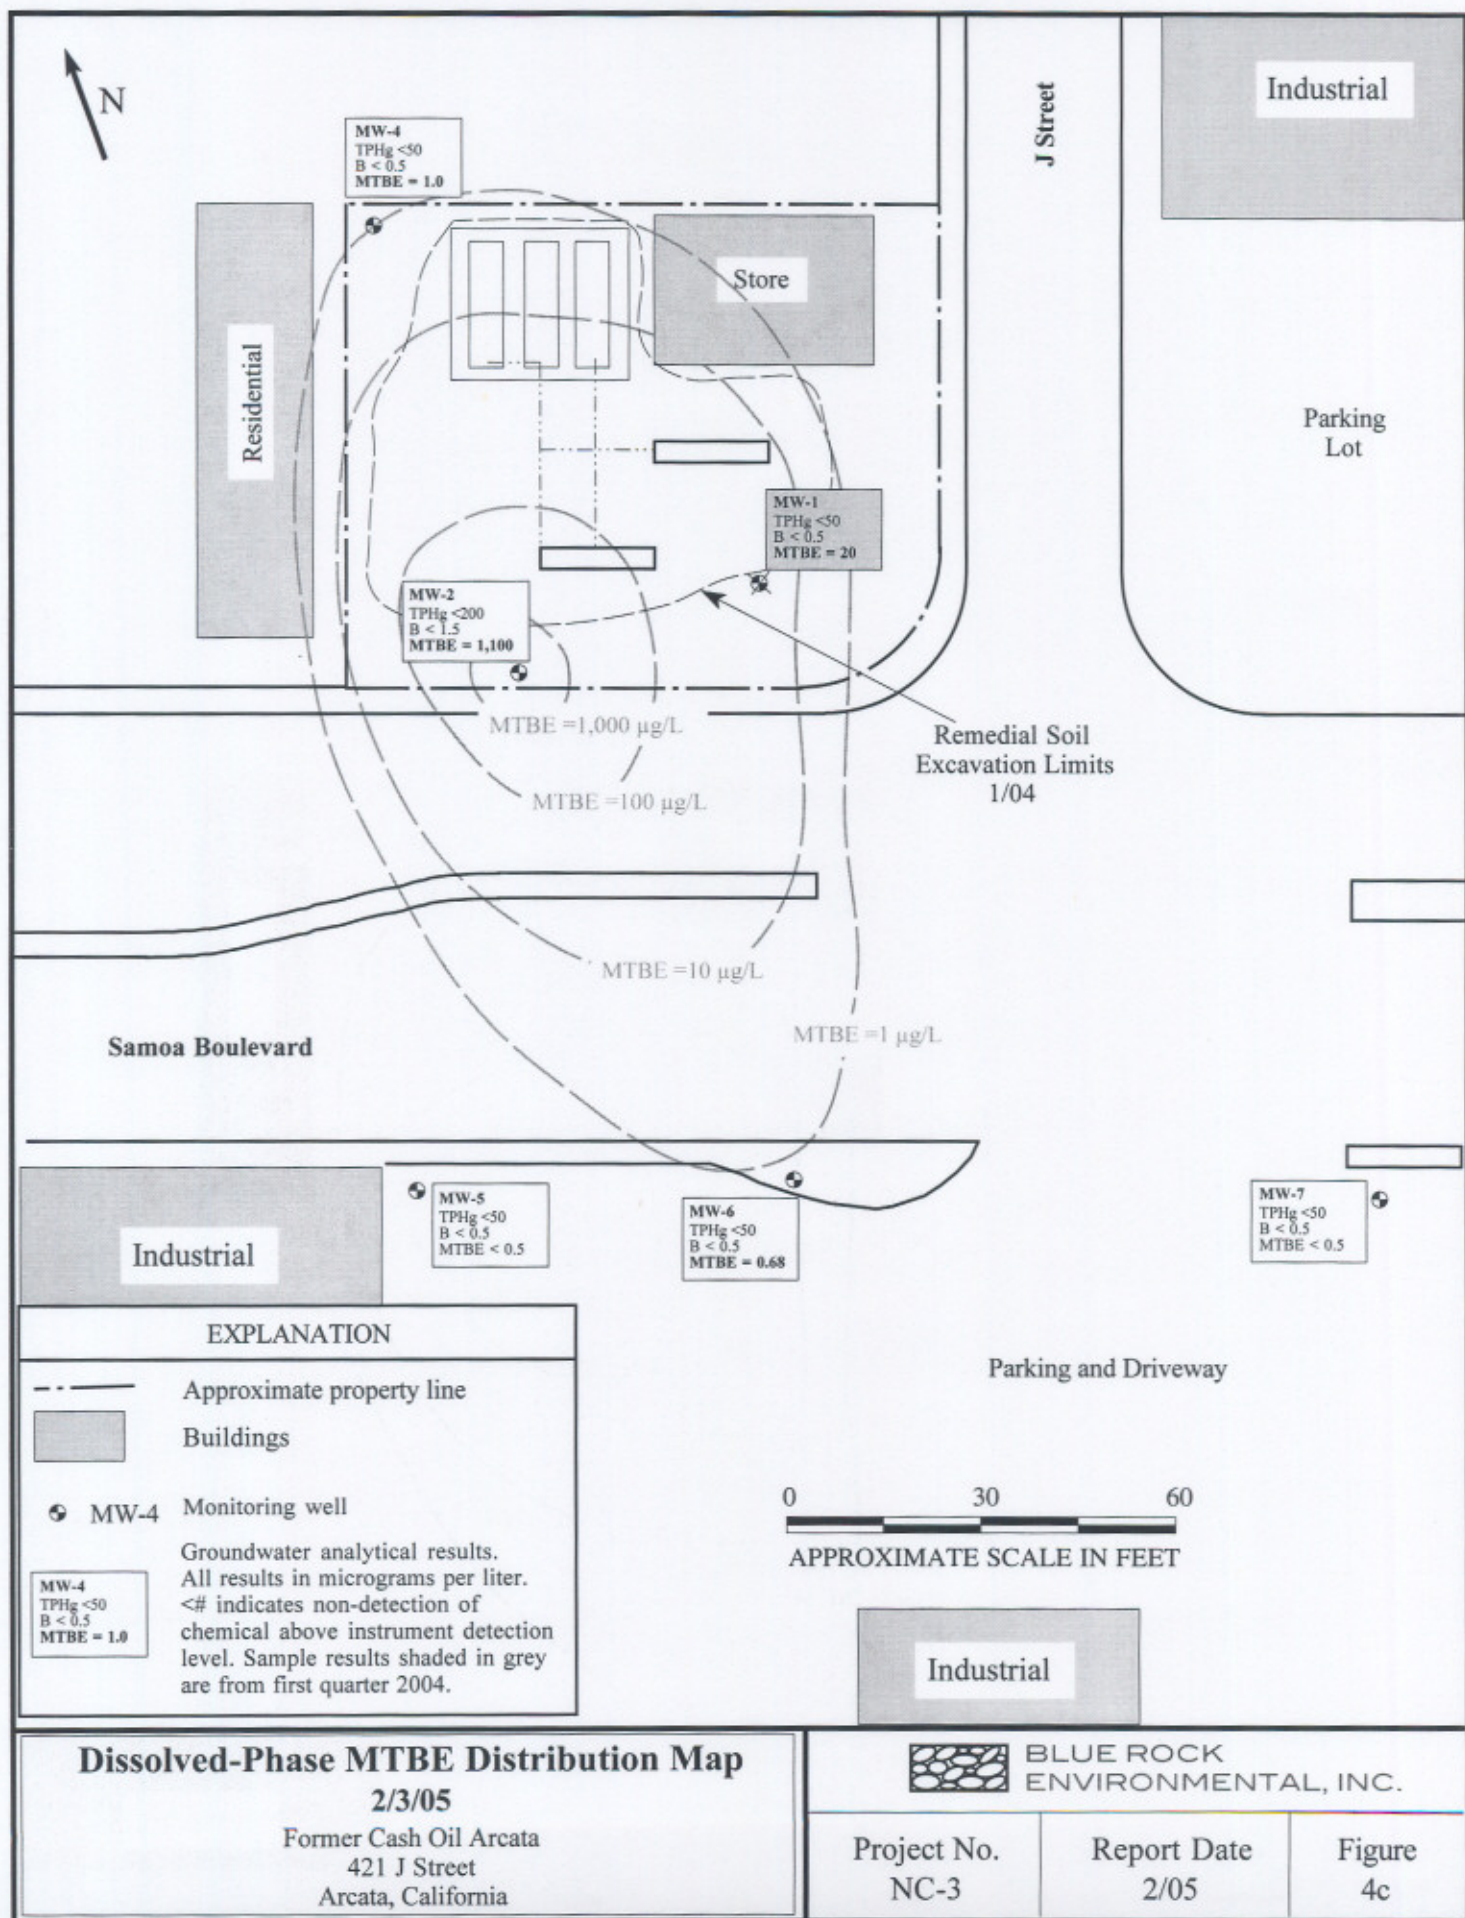 N
MW-4
TPHg <50
B < 0.5
MTBE = 1.0
J Street
Industrial
Store
Residential
Parking
Lot
MW-1
TPHg <50
B < 0.5
MTBE = 20
MW-2
TPHg <200
B < 1.5
MTBE = 1,100
MTBE =1,000 µg/L
Remedial Soil
Excavation Limits
1/04
MTBE =100 µg/L
MTBE =10 µg/L
MTBE =1 µg/L
Samoa Boulevard
MW-5
TPHg <50
B < 0.5
MTBE < 0.5
MW-6
TPHg <50
B < 0.5
MTBE = 0.68
MW-7
TPHg <50
B < 0.5
MTBE < 0.5
Industrial
Parking and Driveway
EXPLANATION
Approximate property line
Buildings
MW-4 Monitoring well
MW-4
TPHg <50
B < 0.5
MTBE = 1.0
Groundwater analytical results.
All results in micrograms per liter.
<# indicates non-detection of
chemical above instrument detection
level. Sample results shaded in grey
are from first quarter 2004.
0 30 60
APPROXIMATE SCALE IN FEET
Industrial
Dissolved-Phase MTBE Distribution Map
2/3/05
Former Cash Oil Arcata
421 J Street
Arcata, California
BLUE ROCK
ENVIRONMENTAL, INC.
Project No.
NC-3
Report Date
2/05
Figure
4c